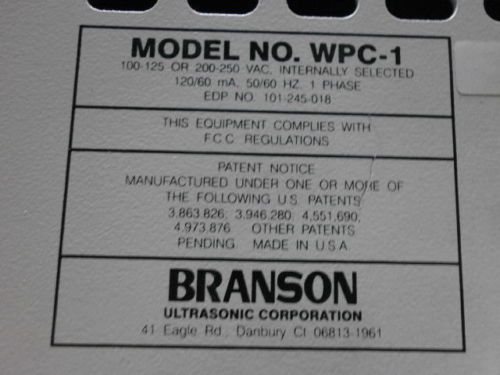 MODEL NO. WPC-1
100-125 OR 200-250 VAC, INTERNALLY SELECTED
120/60 mA, 50/60 HZ, 1 PHASE
EDP NO. 101-245-018
THIS EQUIPMENT COMPLIES WITH
F.C.C. REGULATIONS
PATENT NOTICE
MANUFACTURED UNDER ONE OR MORE OF
THE FOLLOWING U.S. PATENTS
3,863,826; 3,946,280; 4,551,690;
4,973,876 OTHER PATENTS
PENDING MADE IN U.S.A.
BRANSON
ULTRASONIC CORPORATION
41 Eagle Rd., Danbury Ct 06813-1961